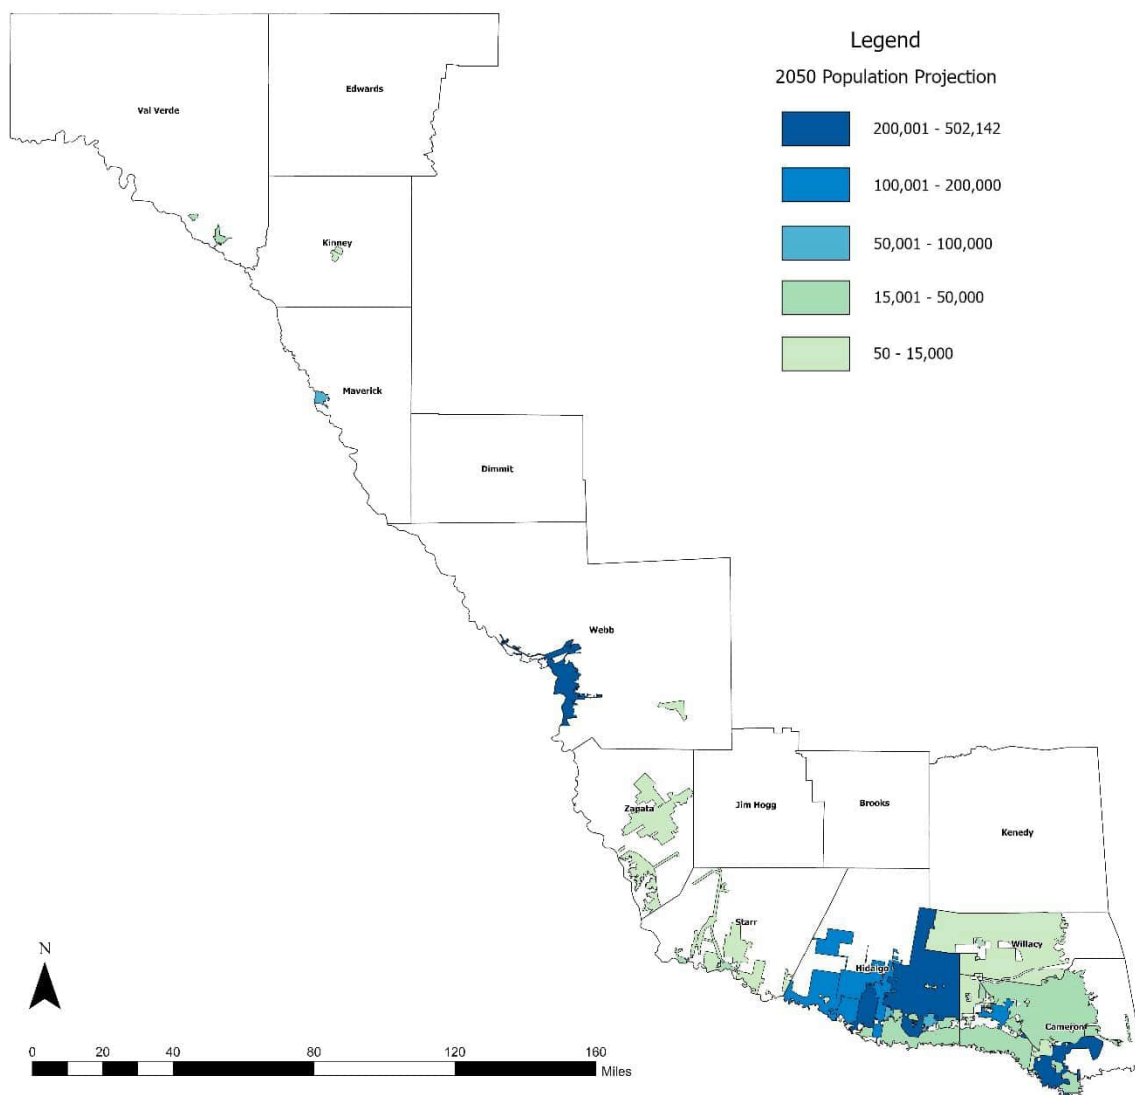 Legend
2050 Population Projection
200,001 - 502,142
100,001 - 200,000
50,001 - 100,000
15,001 - 50,000
50 - 15,000
Edwards
Val Verde
Kinney
Maverick
Dimmit
Webb
Zapata
Jim Hogg
Brooks
Kenedy
Starr
Willacy
Hidalgo
Cameron
N
0 20 40 80 120 160
Miles